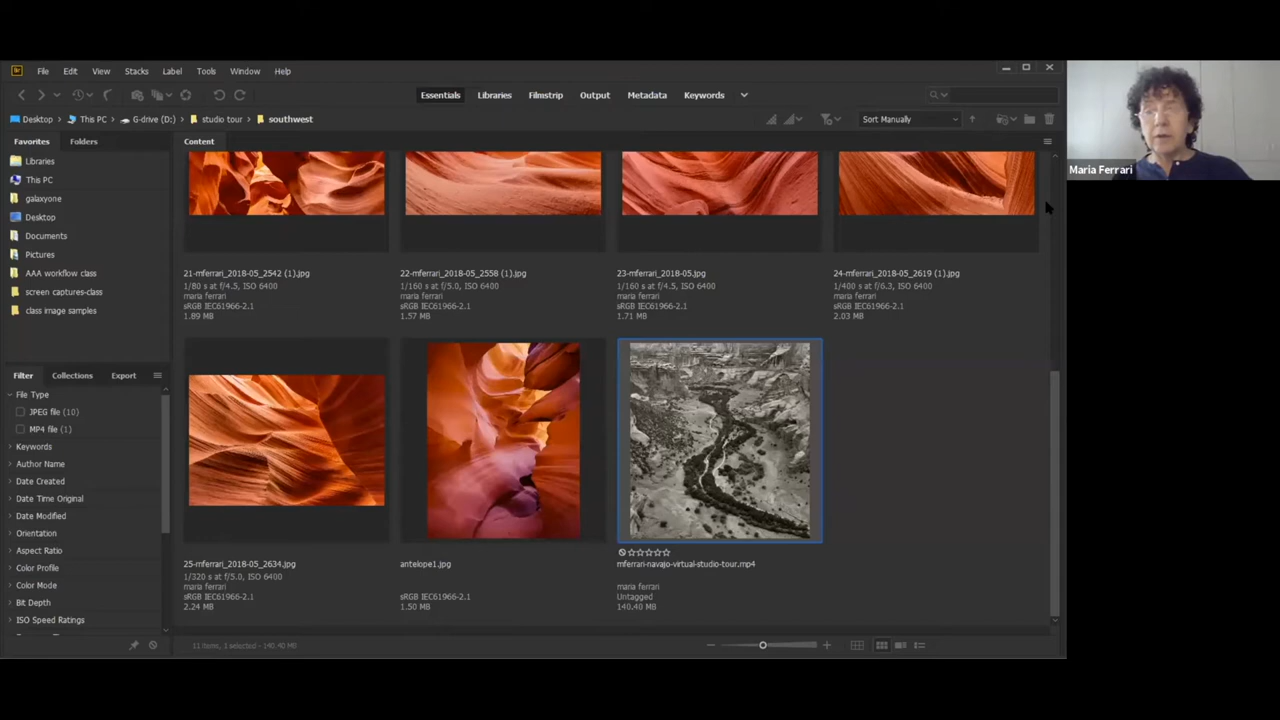 Br File Edit View Stacks Label Tools Window Help
Essentials Libraries Filmstrip Output Metadata Keywords
Desktop This PC G-drive (D:) studio tour southwest Sort Manually
Maria Ferrari
Favorites Folders
Content
Libraries
This PC
galaxyone
Desktop
Documents
Pictures
AAA workflow class
screen captures-class
class image samples
21-mferrari_2018-05_2542 (1).jpg
1/80 s at f/4.5, ISO 6400
maria ferrari
sRGB IEC61966-2.1
1.89 MB
22-mferrari_2018-05_2558 (1).jpg
1/160 s at f/5.0, ISO 6400
maria ferrari
sRGB IEC61966-2.1
1.57 MB
23-mferrari_2018-05.jpg
1/160 s at f/4.5, ISO 6400
maria ferrari
sRGB IEC61966-2.1
1.71 MB
24-mferrari_2018-05_2619 (1).jpg
1/400 s at f/6.3, ISO 6400
maria ferrari
sRGB IEC61966-2.1
2.03 MB
Filter Collections Export
File Type
JPEG file (10)
MP4 file (1)
Keywords
Author Name
Date Created
Date Time Original
Date Modified
Orientation
Aspect Ratio
Color Profile
Color Mode
Bit Depth
ISO Speed Ratings
25-mferrari_2018-05_2634.jpg
1/320 s at f/5.0, ISO 6400
maria ferrari
sRGB IEC61966-2.1
2.24 MB
antelope1.jpg
sRGB IEC61966-2.1
1.50 MB
mferrari-navajo-virtual-studio-tour.mp4
maria ferrari
Untagged
140.40 MB
11 items, 1 selected - 140.40 MB